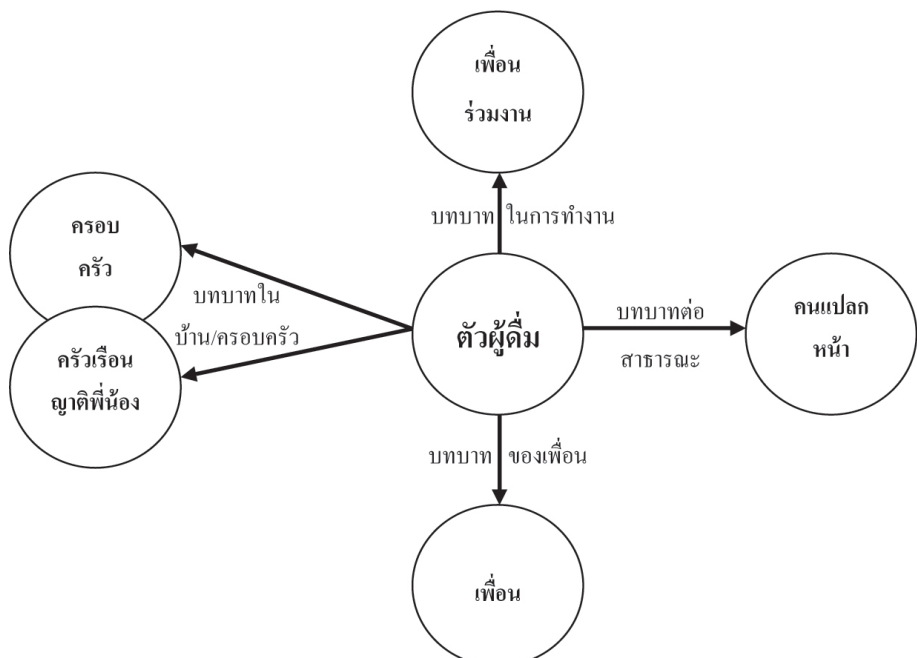 เพื่อน
ร่วมงาน
บทบาท ในการทำงาน
ครอบ
ครัว
บทบาทใน
บ้าน/ครอบครัว
ครัวเรือน
ญาติพี่น้อง
ตัวผู้ดื่ม
บทบาทต่อ
สาธารณะ
คนแปลก
หน้า
บทบาท ของเพื่อน
เพื่อน